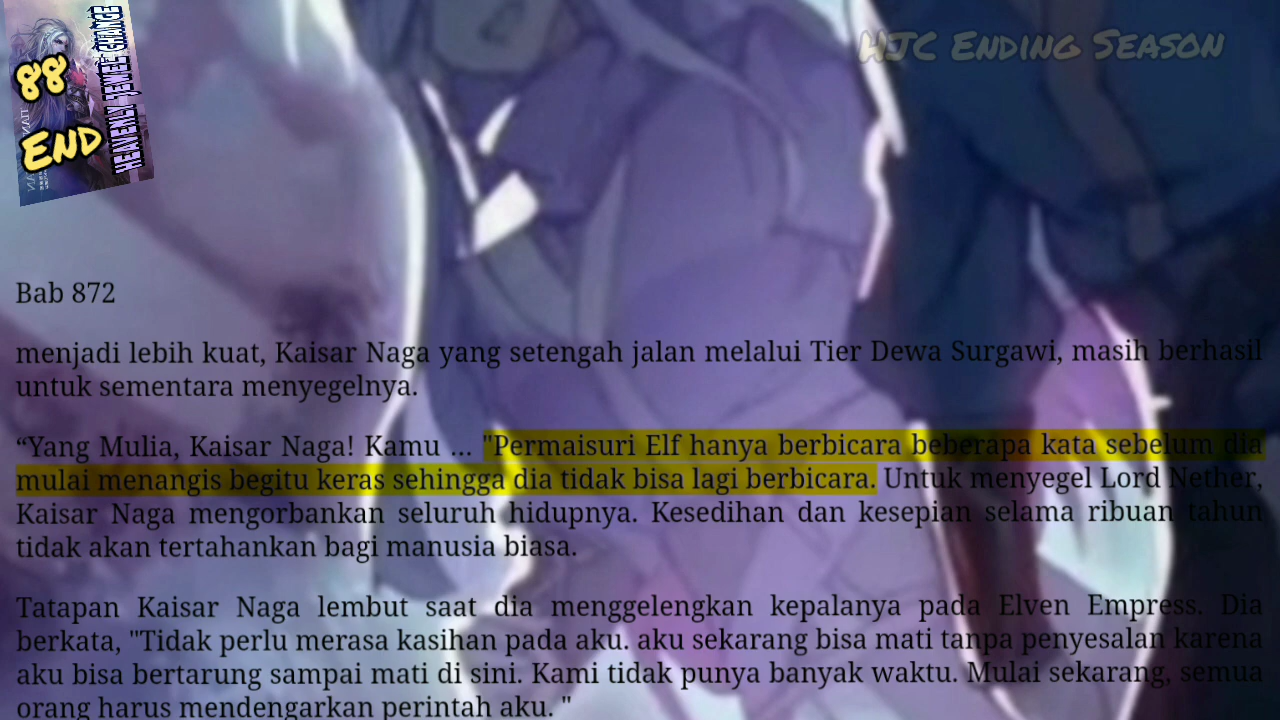 88
END
HEAVENLY JEWEL CHANGE
HJC ENDING SEASON
Bab 872
menjadi lebih kuat, Kaisar Naga yang setengah jalan melalui Tier Dewa Surgawi, masih berhasil
untuk sementara menyegelnya.
“Yang Mulia, Kaisar Naga! Kamu ... "Permaisuri Elf hanya berbicara beberapa kata sebelum dia
mulai menangis begitu keras sehingga dia tidak bisa lagi berbicara. Untuk menyegel Lord Nether,
Kaisar Naga mengorbankan seluruh hidupnya. Kesedihan dan kesepian selama ribuan tahun
tidak akan tertahankan bagi manusia biasa.
Tatapan Kaisar Naga lembut saat dia menggelengkan kepalanya pada Elven Empress. Dia
berkata, "Tidak perlu merasa kasihan pada aku. aku sekarang bisa mati tanpa penyesalan karena
aku bisa bertarung sampai mati di sini. Kami tidak punya banyak waktu. Mulai sekarang, semua
orang harus mendengarkan perintah aku. "